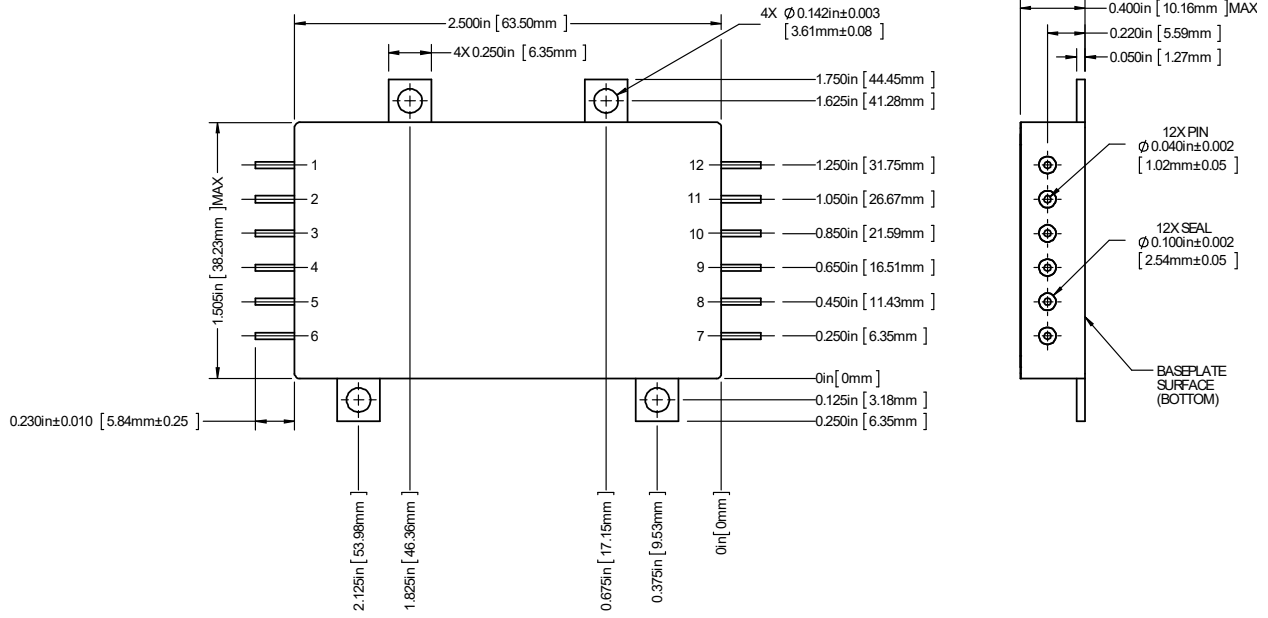 2.500in [63.50mm ]
4X 0.250in [6.35mm ]
4X Ø 0.142in±0.003
[3.61mm±0.08 ]
1.750in [44.45mm ]
1.625in [41.28mm ]
1.505in [38.23mm ]MAX
1
2
3
4
5
6
12
11
10
9
8
7
1.250in [31.75mm ]
1.050in [26.67mm ]
0.850in [21.59mm ]
0.650in [16.51mm ]
0.450in [11.43mm ]
0.250in [6.35mm ]
0in[0mm ]
0.125in [3.18mm ]
0.250in [6.35mm ]
0.230in±0.010 [5.84mm±0.25 ]
2.125in [53.98mm ]
1.825in [46.36mm ]
0.675in [17.15mm ]
0.375in [9.53mm ]
0in[0mm ]
0.400in [10.16mm ]MAX
0.220in [5.59mm ]
0.050in [1.27mm ]
12X PIN
Ø 0.040in±0.002
[1.02mm±0.05 ]
12X SEAL
Ø 0.100in±0.002
[2.54mm±0.05 ]
BASEPLATE
SURFACE
(BOTTOM)